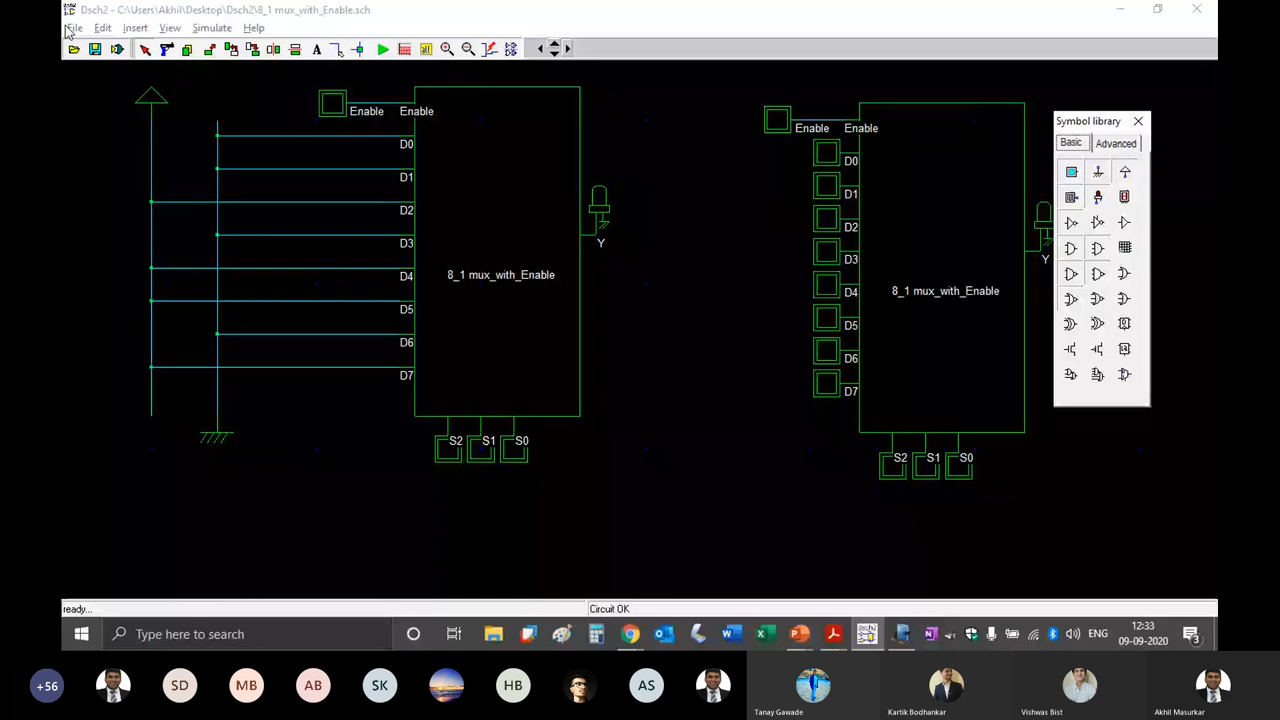 Dsch2 - C:\Users\Akhil\Desktop\Dsch2\8_1 mux_with_Enable.sch
File Edit Insert View Simulate Help
Enable Enable
D0
D1
D2
D3
D4
D5
D6
D7
8_1 mux_with_Enable
Y
S2 S1 S0
Enable Enable
D0
D1
D2
D3
D4
D5
D6
D7
8_1 mux_with_Enable
Y
S2 S1 S0
Symbol library
Basic Advanced
ready... Circuit OK
Type here to search
ENG
12:33
09-09-2020
3
+56 SD MB AB SK HB AS
Tanay Gawade Kartik Bodhankar Vishwas Bist Akhil Masurkar